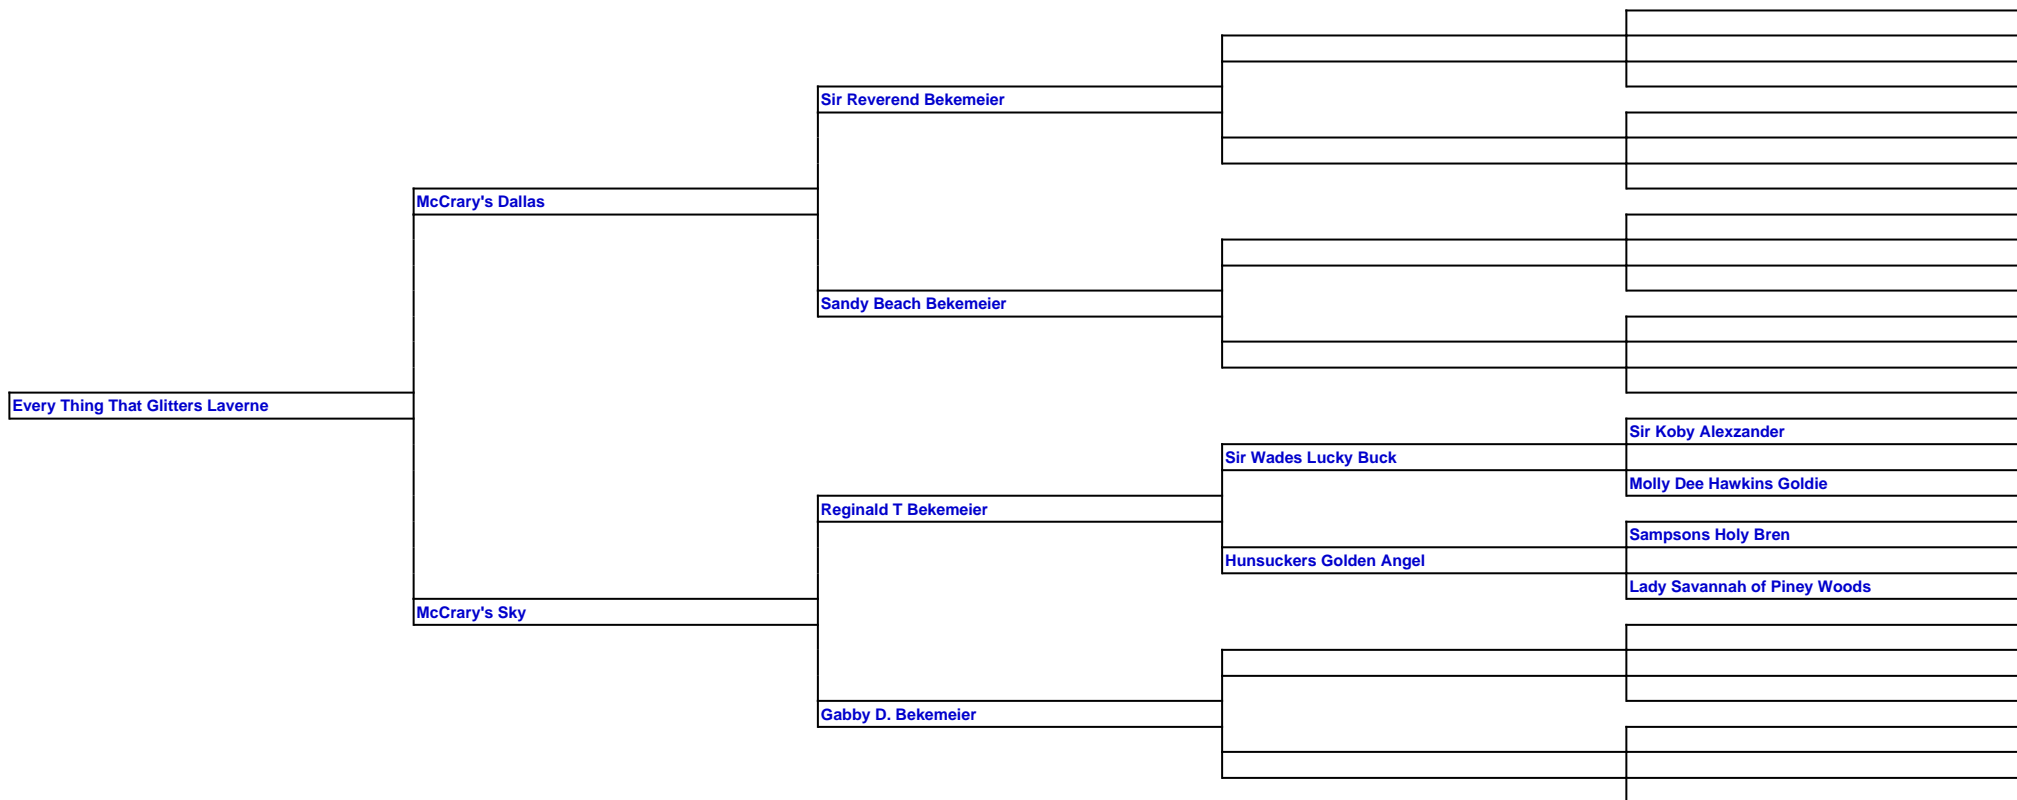 Sir Reverend Bekemeier
McCrary's Dallas
Sandy Beach Bekemeier
Every Thing That Glitters Laverne
Sir Koby Alexzander
Sir Wades Lucky Buck
Molly Dee Hawkins Goldie
Reginald T Bekemeier
Sampsons Holy Bren
Hunsuckers Golden Angel
Lady Savannah of Piney Woods
McCrary's Sky
Gabby D. Bekemeier